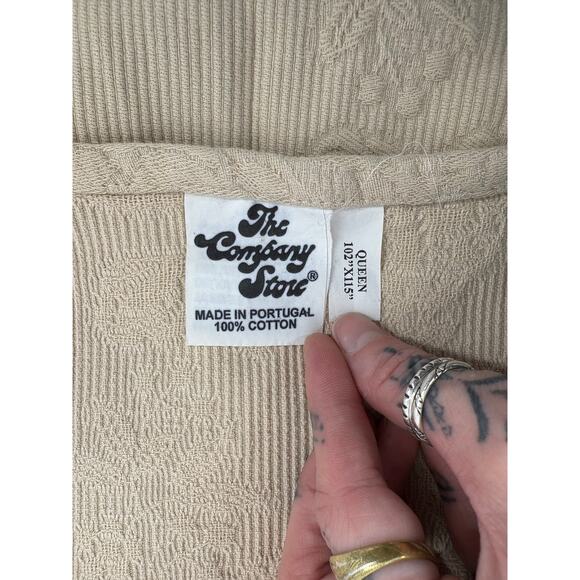 The
Company
Store®
MADE IN PORTUGAL
100% COTTON
QUEEN
102"X115"